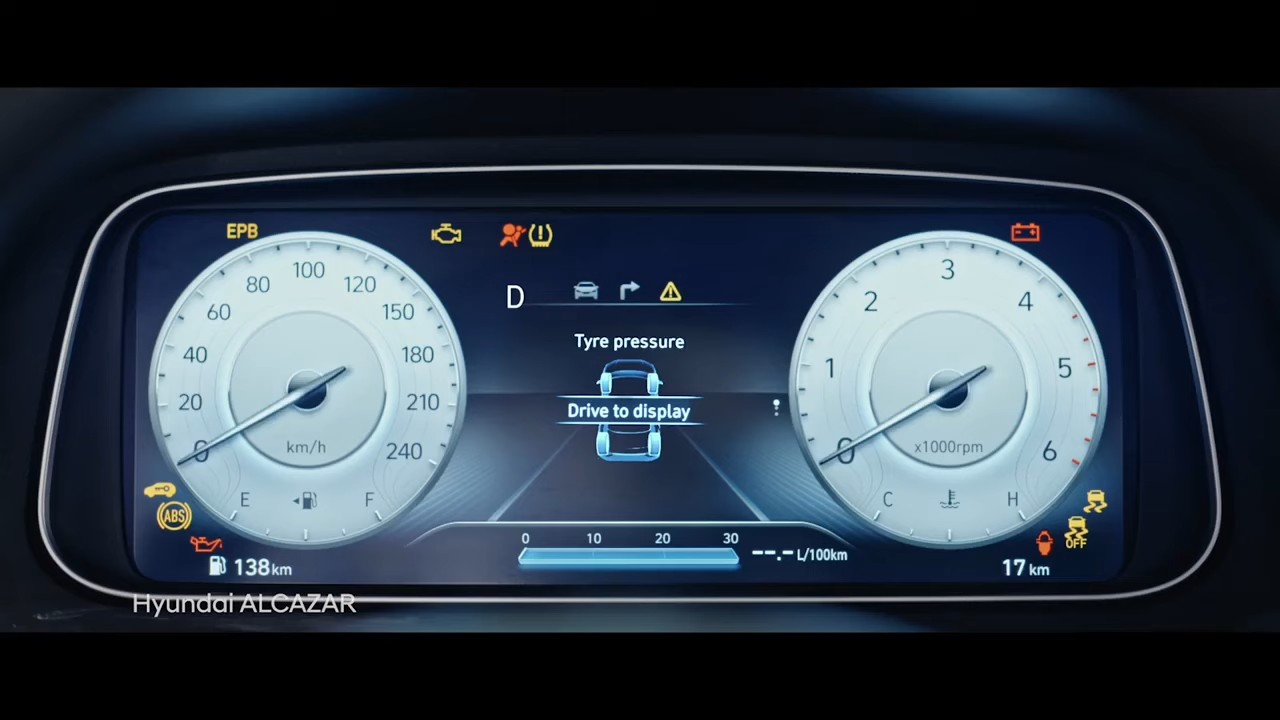 EPB
100
80
120
60
150
40
180
20
210
0
240
km/h
E
F
ABS
138km
D
Tyre pressure
Drive to display
0 10 20 30
--.- L/100km
3
2
4
1
5
0
6
x1000rpm
C
H
OFF
17 km
Hyundai ALCAZAR